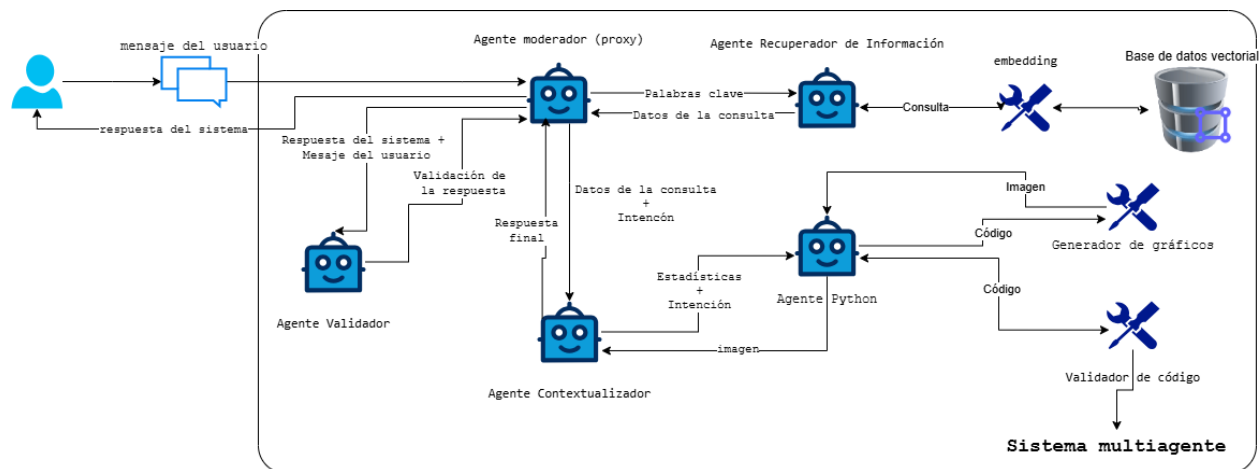 mensaje del usuario
Agente moderador (proxy)
Agente Recuperador de Información
embedding
Base de datos vectorial
Palabras clave
Datos de la consulta
Consulta
respuesta del sistema
Respuesta del sistema +
Mesaje del usuario
Validación de
la respuesta
Datos de la consulta
+
Intencón
Respuesta
final
Imagen
Código
Generador de gráficos
Estadísticas
+
Intención
Agente Python
Código
Agente Validador
imagen
Agente Contextualizador
Validador de código
Sistema multiagente